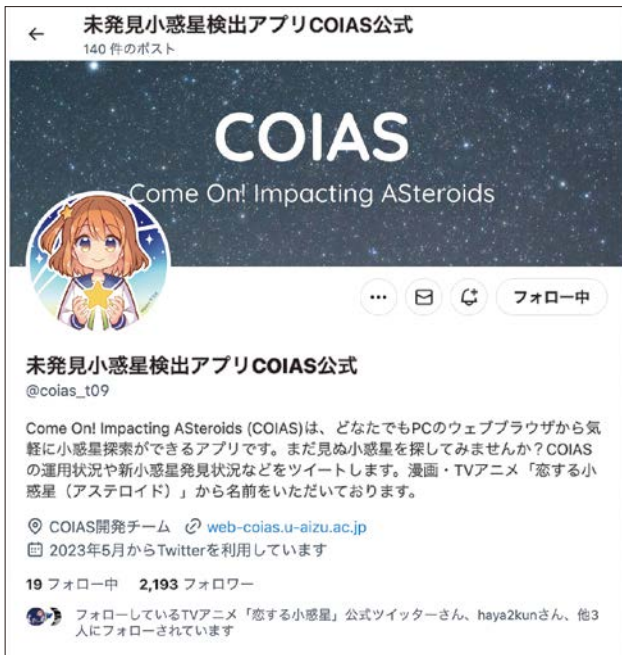 未発見小惑星検出アプリCOIAS公式
140 件のポスト
COIAS
Come On! Impacting ASteroids
フォロー中
未発見小惑星検出アプリCOIAS公式
@coias_t09
Come On! Impacting ASteroids (COIAS)は、どなたでもPCのウェブブラウザから気
軽に小惑星探索ができるアプリです。まだ見ぬ小惑星を探してみませんか？COIAS
の運用状況や新小惑星発見状況などをツイートします。漫画・TVアニメ「恋する小
惑星（アステロイド）」から名前をいただいております。
COIAS開発チーム web-coias.u-aizu.ac.jp
2023年5月からTwitterを利用しています
19 フォロー中 2,193 フォロワー
フォローしているTVアニメ「恋する小惑星」公式ツイッターさん、haya2kunさん、他3
人にフォローされています